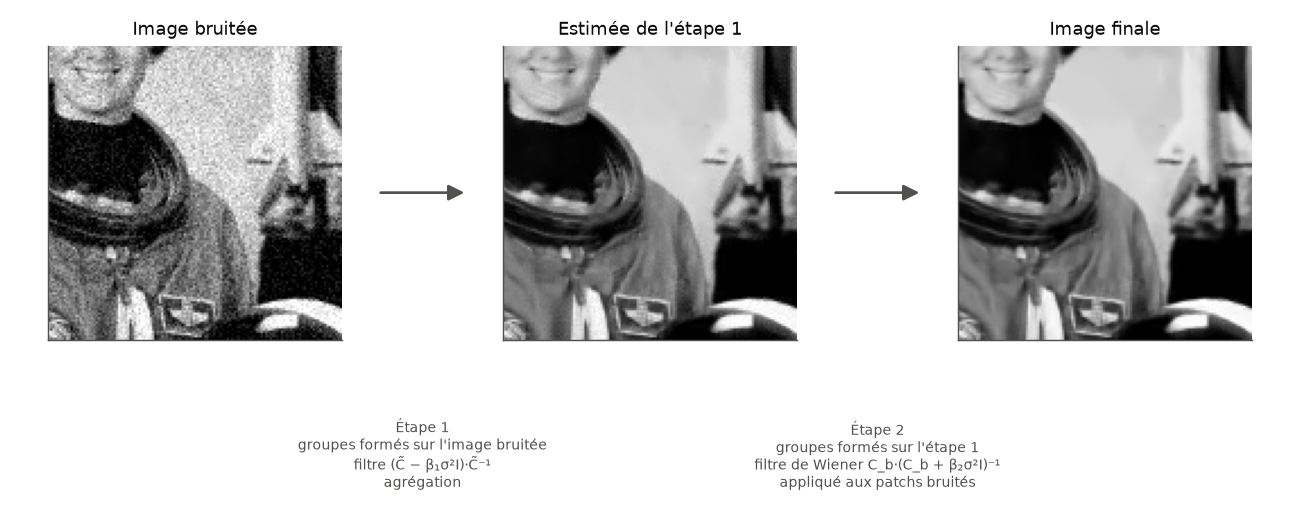 Image bruitée
Estimée de l'étape 1
Image finale
Étape 1
groupes formés sur l'image bruitée
filtre (C̃ − β₁σ²I)·C̃⁻¹
agrégation
Étape 2
groupes formés sur l'étape 1
filtre de Wiener C_b·(C_b + β₂σ²I)⁻¹
appliqué aux patchs bruités